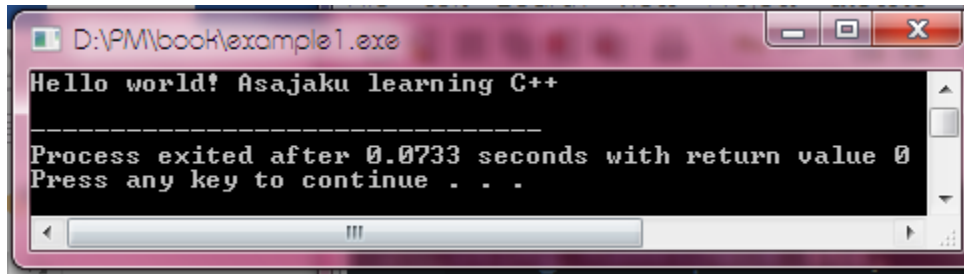 D:\PM\book\example1.exe
Hello world! Asajaku learning C++
--------------------------------
Process exited after 0.0733 seconds with return value 0
Press any key to continue . . .